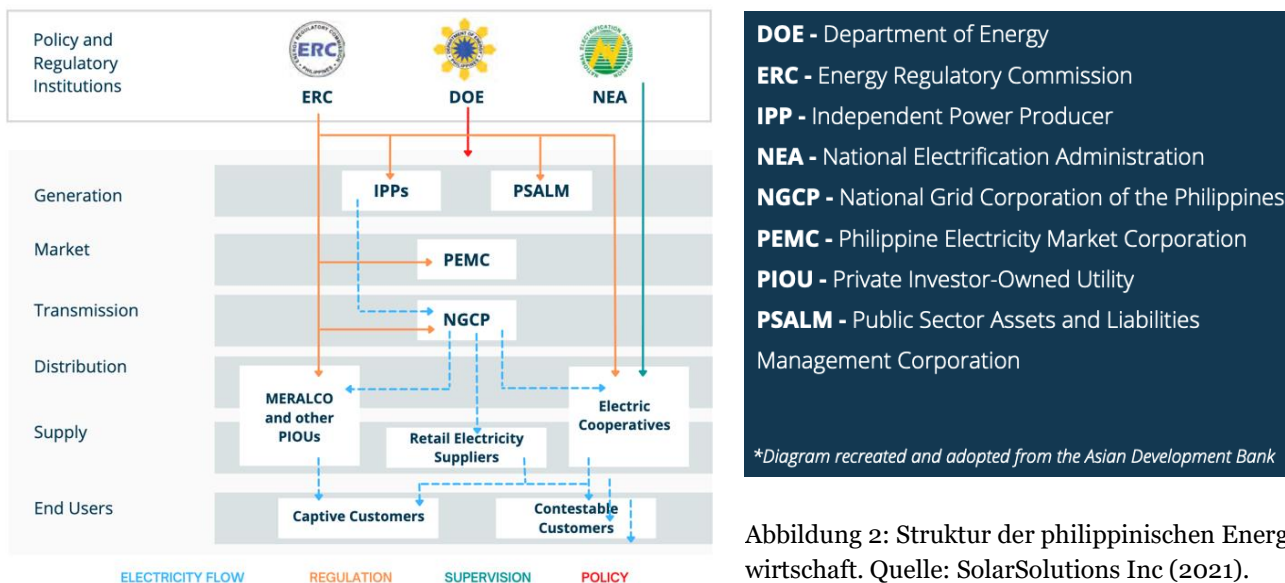 Policy and
Regulatory
Institutions
ERC
ERC
DOE
NEA
Generation
IPPs
PSALM
Market
PEMC
Transmission
NGCP
Distribution
MERALCO
and other
PIOUs
Electric
Cooperatives
Supply
Retail Electricity
Suppliers
End Users
Captive Customers
Contestable
Customers
ELECTRICITY FLOW
REGULATION
SUPERVISION
POLICY
DOE - Department of Energy
ERC - Energy Regulatory Commission
IPP - Independent Power Producer
NEA - National Electrification Administration
NGCP - National Grid Corporation of the Philippines
PEMC - Philippine Electricity Market Corporation
PIOU - Private Investor-Owned Utility
PSALM - Public Sector Assets and Liabilities
Management Corporation
*Diagram recreated and adopted from the Asian Development Bank
Abbildung 2: Struktur der philippinischen Energ
wirtschaft. Quelle: SolarSolutions Inc (2021).